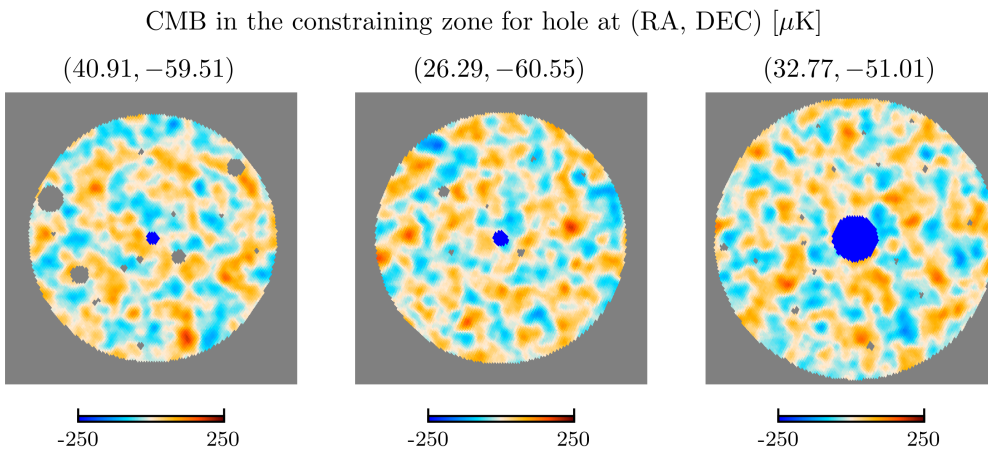 CMB in the constraining zone for hole at (RA, DEC) [μK]
(40.91, −59.51) (26.29, −60.55) (32.77, −51.01)
-250 250 -250 250 -250 250